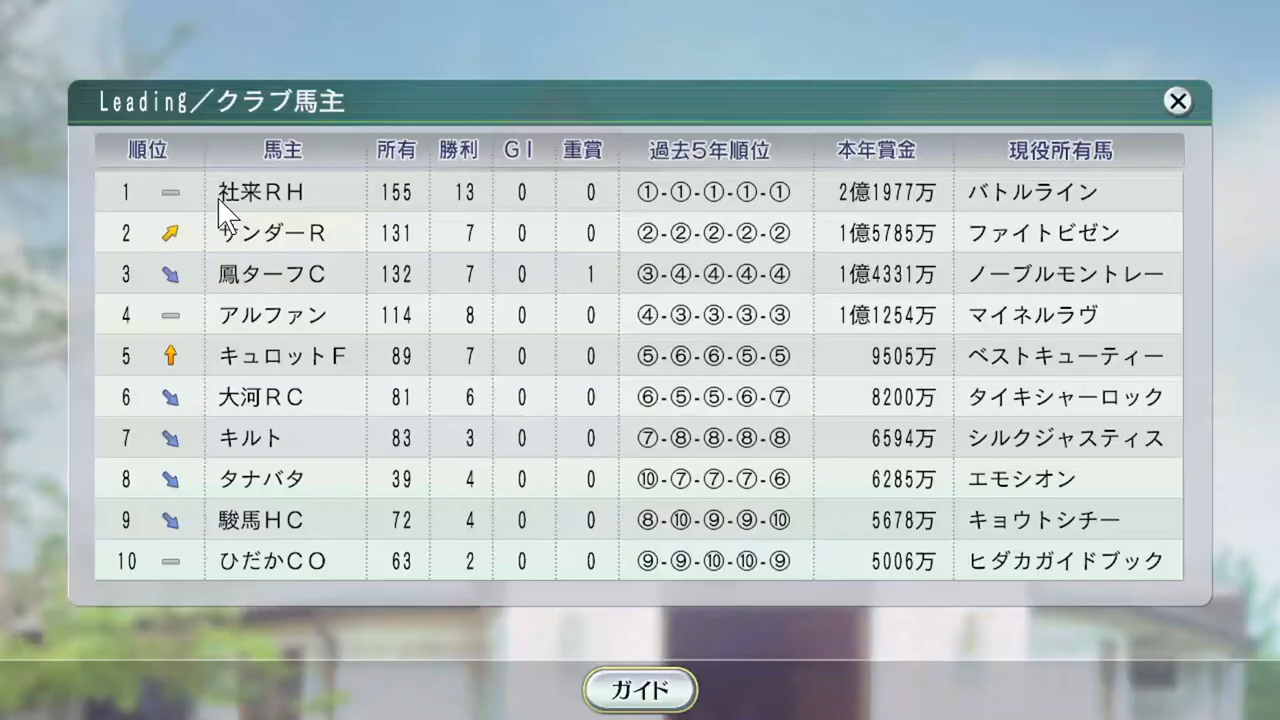 Leading／クラブ馬主
順位 馬主 所有 勝利 GⅠ 重賞 過去5年順位 本年賞金 現役所有馬
1 社来ＲＨ 155 13 0 0 ①-①-①-①-① 2億1977万 バトルライン
2 サンダーＲ 131 7 0 0 ②-②-②-②-② 1億5785万 ファイトビゼン
3 鳳ターフＣ 132 7 0 1 ③-④-④-④-④ 1億4331万 ノーブルモントレー
4 アルファン 114 8 0 0 ④-③-③-③-③ 1億1254万 マイネルラヴ
5 キュロットＦ 89 7 0 0 ⑤-⑥-⑥-⑤-⑤ 9505万 ベストキューティー
6 大河ＲＣ 81 6 0 0 ⑥-⑤-⑤-⑥-⑦ 8200万 タイキシャーロック
7 キルト 83 3 0 0 ⑦-⑧-⑧-⑧-⑧ 6594万 シルクジャスティス
8 タナバタ 39 4 0 0 ⑩-⑦-⑦-⑦-⑥ 6285万 エモシオン
9 駿馬ＨＣ 72 4 0 0 ⑧-⑩-⑨-⑨-⑩ 5678万 キョウトシチー
10 ひだかＣＯ 63 2 0 0 ⑨-⑨-⑩-⑩-⑨ 5006万 ヒダカガイドブック
ガイド